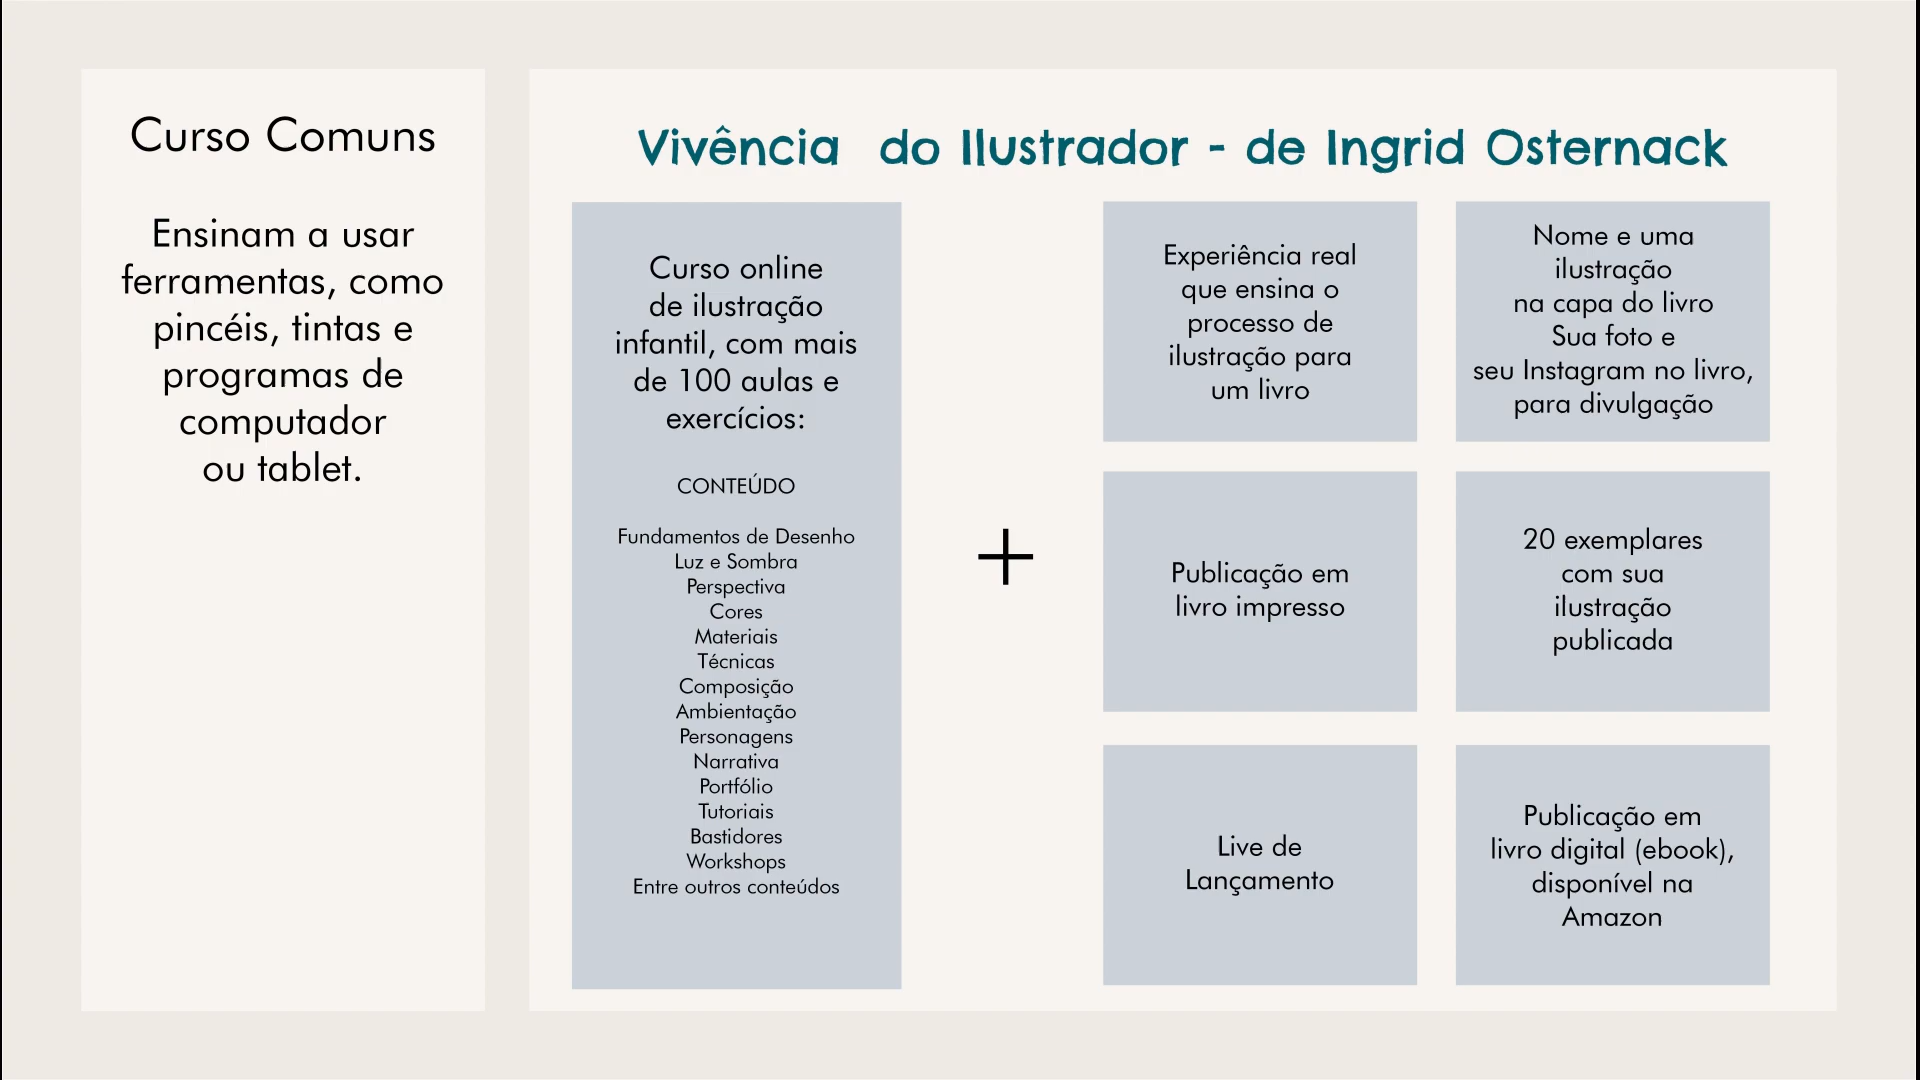 Curso Comuns
Ensinam a usar
ferramentas, como
pincéis, tintas e
programas de
computador
ou tablet.
Vivência do Ilustrador - de Ingrid Osternack
Curso online
de ilustração
infantil, com mais
de 100 aulas e
exercícios:
CONTEÚDO
Fundamentos de Desenho
Luz e Sombra
Perspectiva
Cores
Materiais
Técnicas
Composição
Ambientação
Personagens
Narrativa
Portfólio
Tutoriais
Bastidores
Workshops
Entre outros conteúdos
+
Experiência real
que ensina o
processo de
ilustração para
um livro
Nome e uma
ilustração
na capa do livro
Sua foto e
seu Instagram no livro,
para divulgação
Publicação em
livro impresso
20 exemplares
com sua
ilustração
publicada
Live de
Lançamento
Publicação em
livro digital (ebook),
disponível na
Amazon